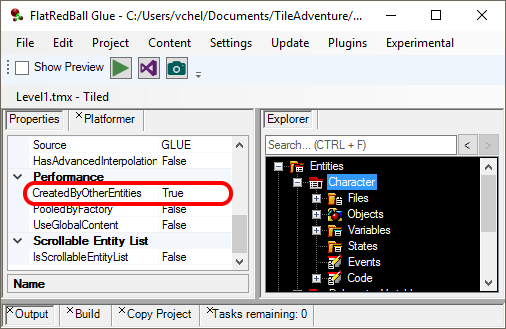 FlatRedBall Glue - C:/Users/vchel/Documents/TileAdventure/...
File Edit Project Content Settings Update Plugins Experimental
Show Preview
Level1.tmx - Tiled
Properties Platformer
Source GLUE
HasAdvancedInterpolation False
Performance
CreatedByOtherEntities True
PooledByFactory False
UseGlobalContent False
Scrollable Entity List
IsScrollableEntityList False
Name
Explorer
Search... (CTRL + F) < >
Entities
Character
Files
Objects
Variables
States
Events
Code
Output Build Copy Project Tasks remaining: 0